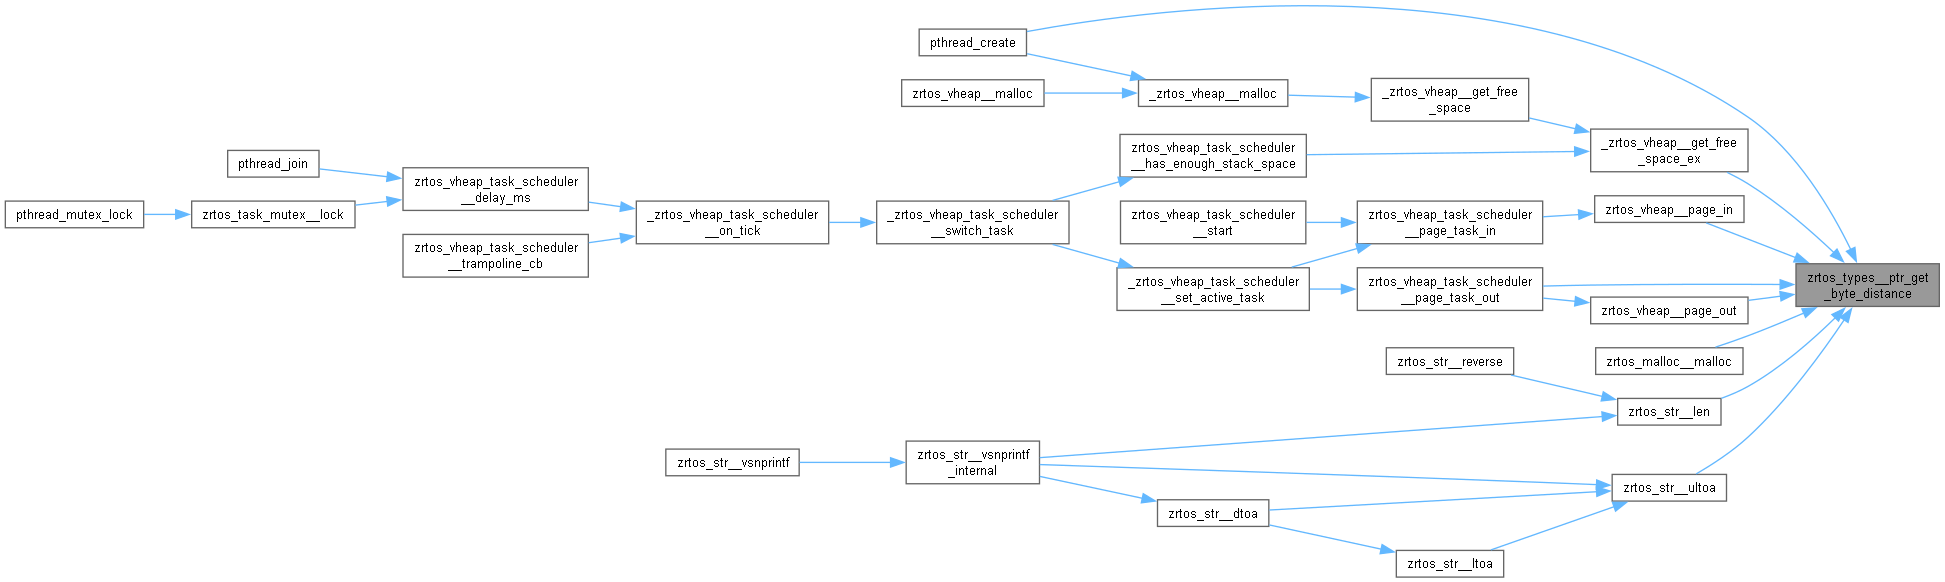 pthread_create
zrtos_vheap__malloc
_zrtos_vheap__malloc
_zrtos_vheap__get_free
_space
_zrtos_vheap__get_free
_space_ex
zrtos_vheap_task_scheduler
__has_enough_stack_space
pthread_join
zrtos_vheap_task_scheduler
__delay_ms
pthread_mutex_lock
zrtos_task_mutex__lock
_zrtos_vheap_task_scheduler
__on_tick
_zrtos_vheap_task_scheduler
__switch_task
zrtos_vheap_task_scheduler
__start
zrtos_vheap_task_scheduler
__page_task_in
zrtos_vheap__page_in
zrtos_vheap_task_scheduler
__trampoline_cb
_zrtos_vheap_task_scheduler
__set_active_task
zrtos_vheap_task_scheduler
__page_task_out
zrtos_vheap__page_out
zrtos_types__ptr_get
_byte_distance
zrtos_malloc__malloc
zrtos_str__reverse
zrtos_str__len
zrtos_str__vsnprintf
zrtos_str__vsnprintf
_internal
zrtos_str__ultoa
zrtos_str__dtoa
zrtos_str__ltoa